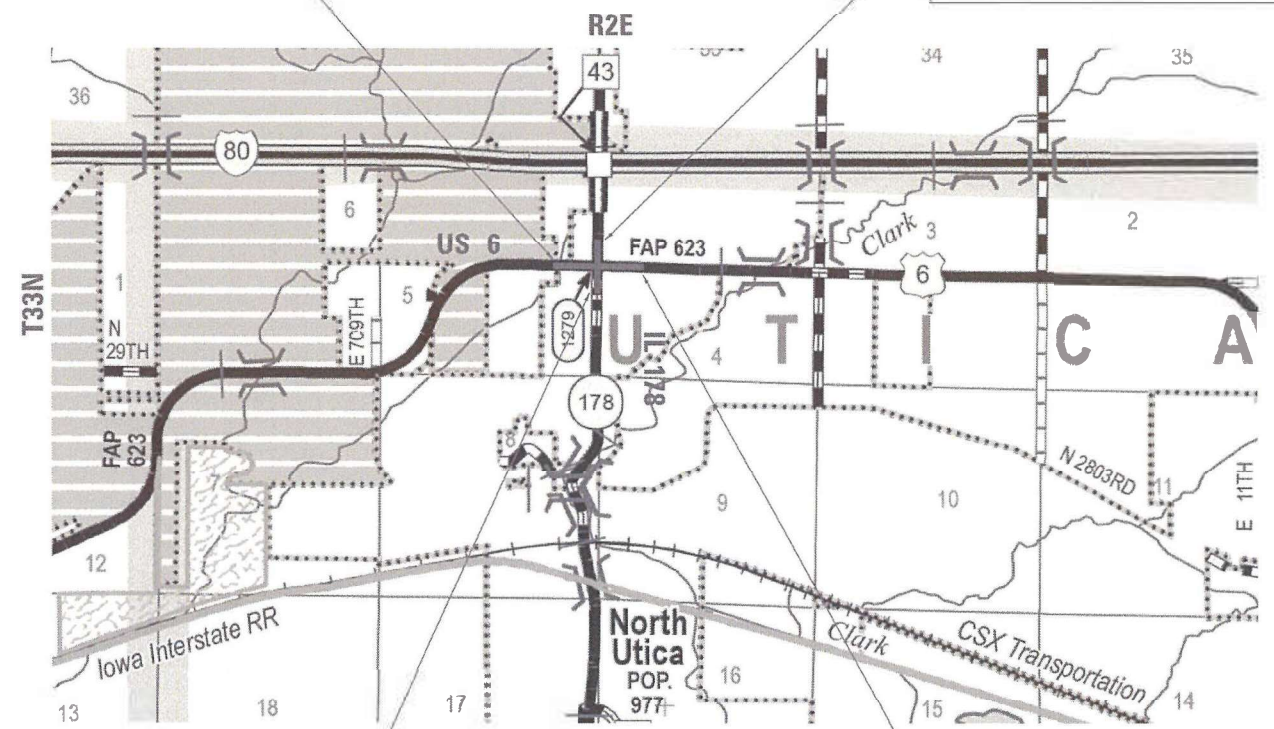 R2E
43
33
34
35
36
80
6
2
Clark
3
US 6
FAP 623
6
T33N
1
5
N
29TH
E 709TH
1279
U T I C A
IL 178
4
178
FAP
623
8
N 2803RD
11
E 11TH
9
10
12
Iowa Interstate RR
North
Utica
POP.
977
Clark
CSX Transportation
16
13
18
17
15
14